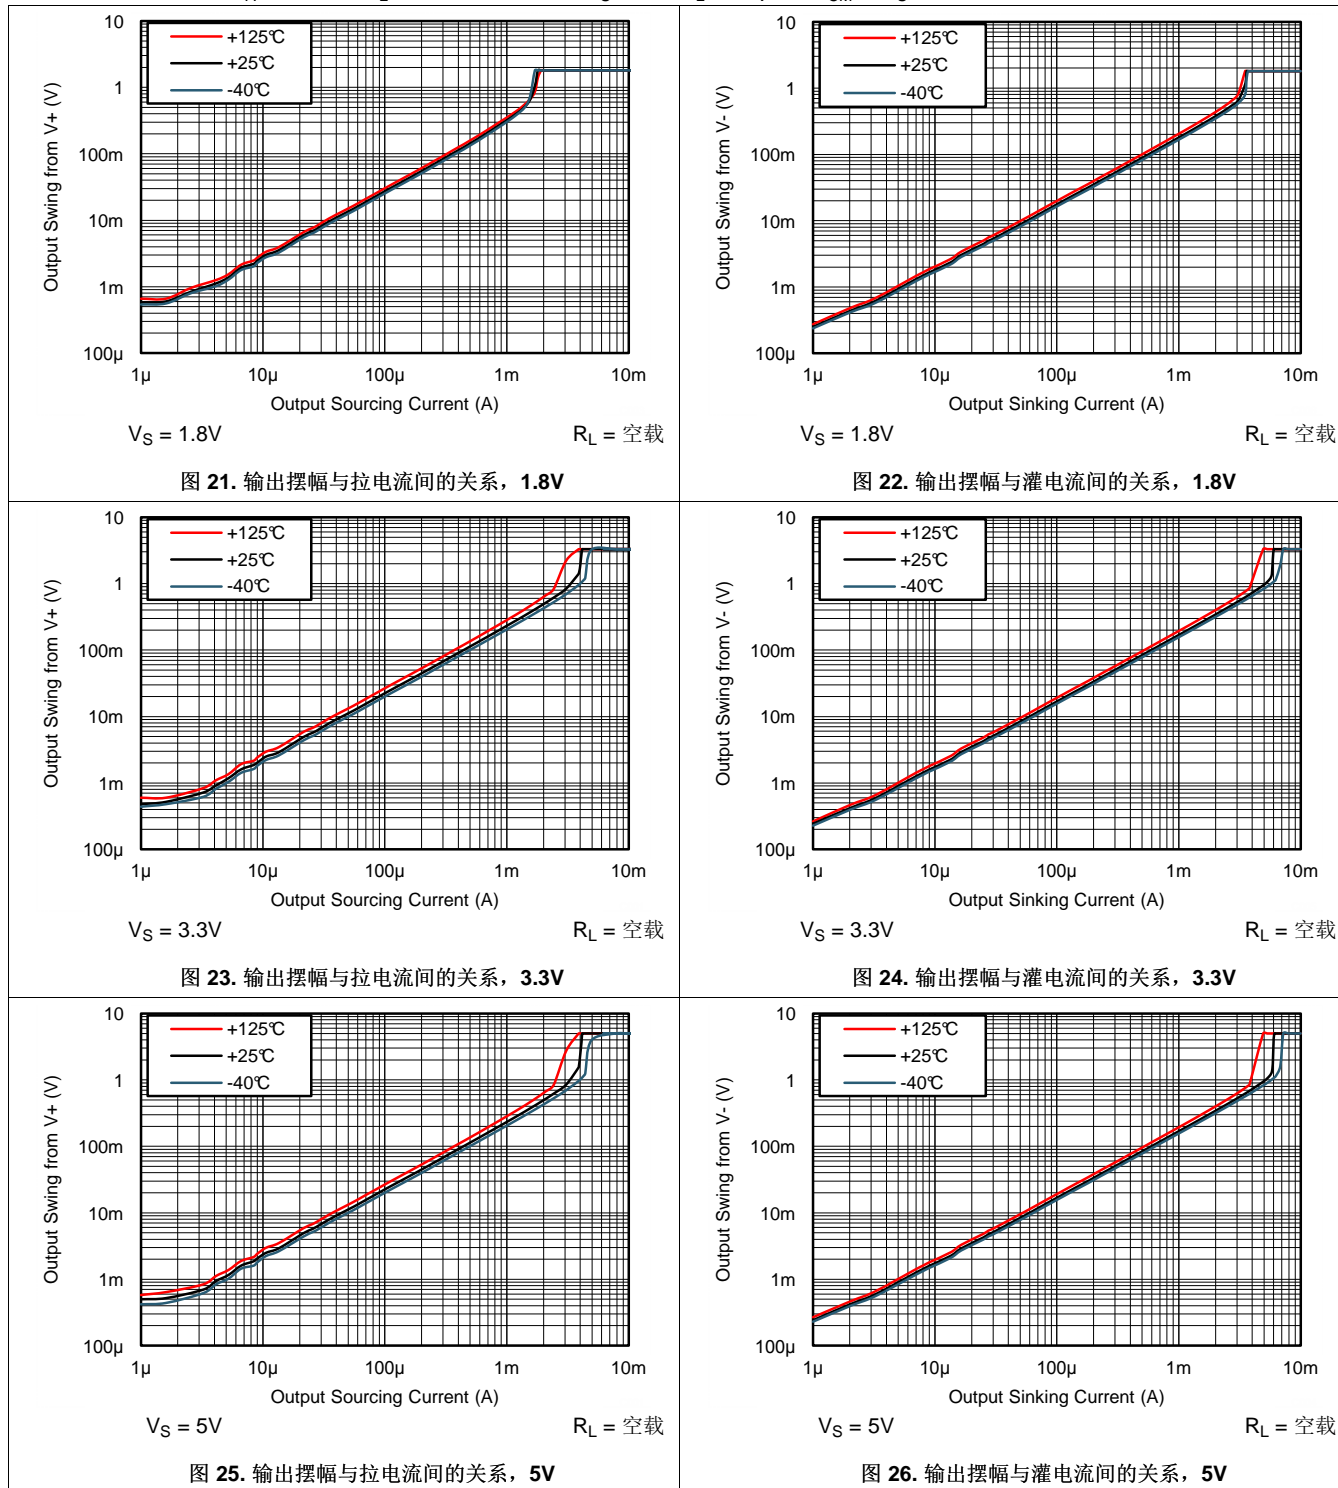 10
1
100m
10m
1m
100µ
Output Swing from V+ (V)
+125℃
+25℃
-40℃
1µ 10µ 100µ 1m 10m
Output Sourcing Current (A)
V_S = 1.8V R_L = 空载
图 21. 输出摆幅与拉电流间的关系，1.8V
10
1
100m
10m
1m
100µ
Output Swing from V- (V)
+125℃
+25℃
-40℃
1µ 10µ 100µ 1m 10m
Output Sinking Current (A)
V_S = 1.8V R_L = 空载
图 22. 输出摆幅与灌电流间的关系，1.8V
10
1
100m
10m
1m
100µ
Output Swing from V+ (V)
+125℃
+25℃
-40℃
1µ 10µ 100µ 1m 10m
Output Sourcing Current (A)
V_S = 3.3V R_L = 空载
图 23. 输出摆幅与拉电流间的关系，3.3V
10
1
100m
10m
1m
100µ
Output Swing from V- (V)
+125℃
+25℃
-40℃
1µ 10µ 100µ 1m 10m
Output Sinking Current (A)
V_S = 3.3V R_L = 空载
图 24. 输出摆幅与灌电流间的关系，3.3V
10
1
100m
10m
1m
100µ
Output Swing from V+ (V)
+125℃
+25℃
-40℃
1µ 10µ 100µ 1m 10m
Output Sourcing Current (A)
V_S = 5V R_L = 空载
图 25. 输出摆幅与拉电流间的关系，5V
10
1
100m
10m
1m
100µ
Output Swing from V- (V)
+125℃
+25℃
-40℃
1µ 10µ 100µ 1m 10m
Output Sinking Current (A)
V_S = 5V R_L = 空载
图 26. 输出摆幅与灌电流间的关系，5V